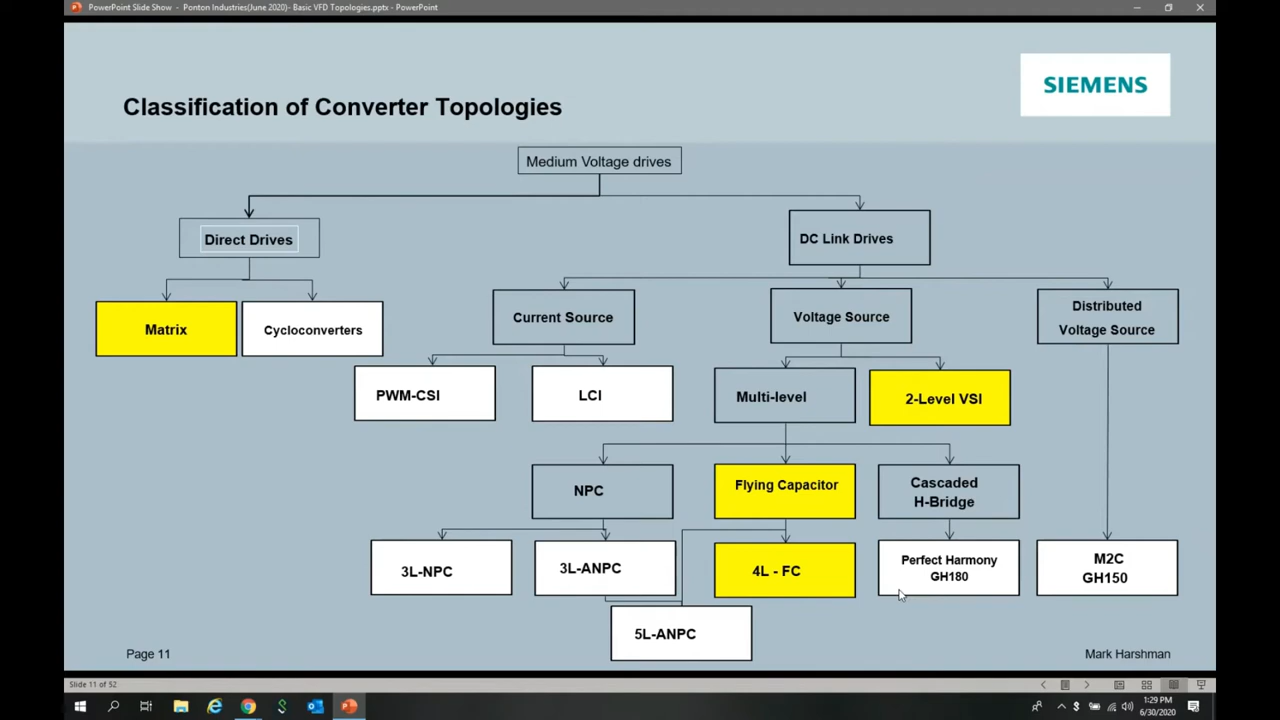 PowerPoint Slide Show - Ponton Industries(June 2020)- Basic VFD Topologies.pptx - PowerPoint
SIEMENS
Classification of Converter Topologies
Medium Voltage drives
Direct Drives
DC Link Drives
Matrix
Cycloconverters
Current Source
Voltage Source
Distributed
Voltage Source
PWM-CSI
LCI
Multi-level
2-Level VSI
NPC
Flying Capacitor
Cascaded
H-Bridge
3L-NPC
3L-ANPC
4L - FC
Perfect Harmony
GH180
M2C
GH150
5L-ANPC
Page 11
Mark Harshman
Slide 11 of 52
1:29 PM
6/30/2020